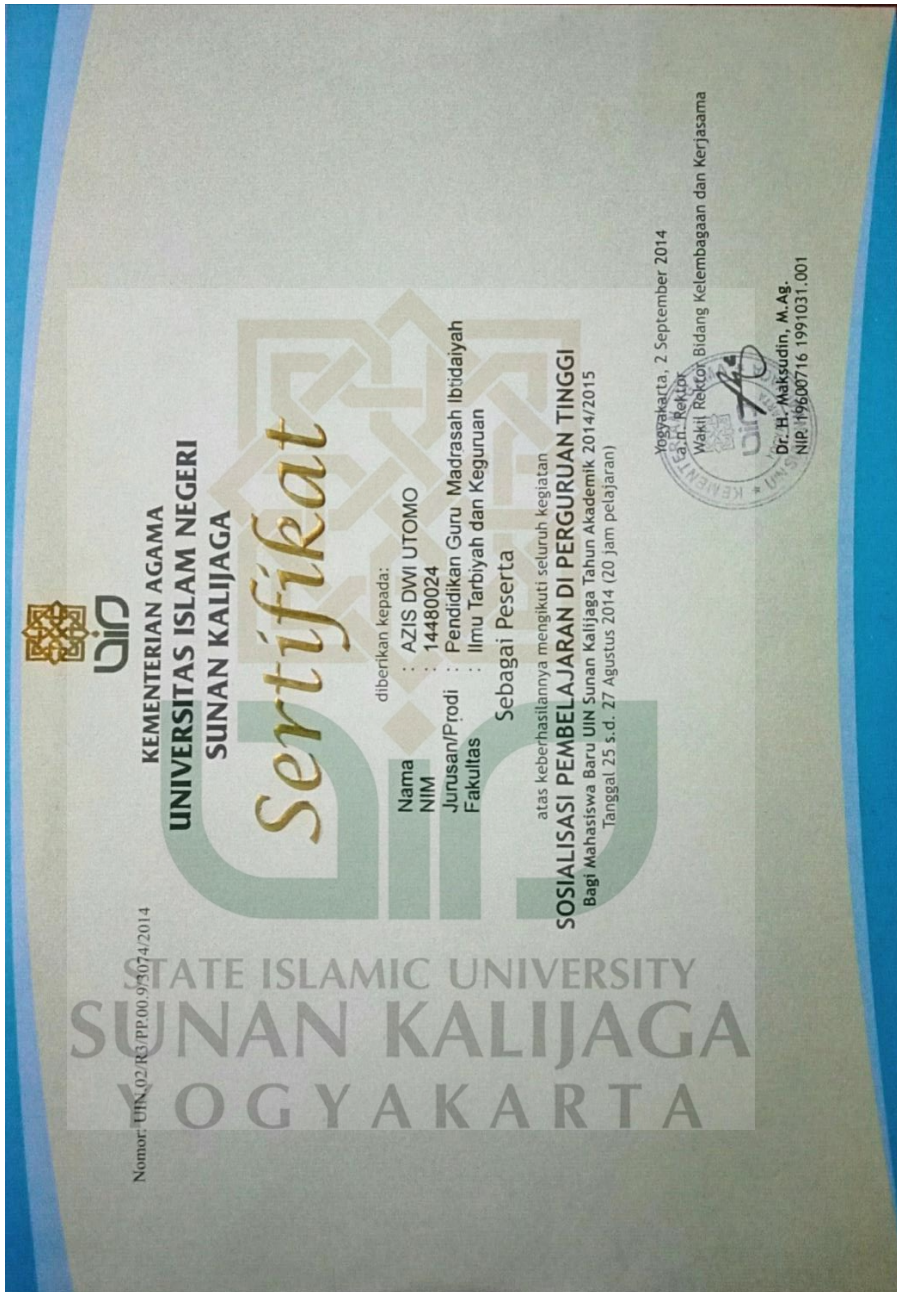 Nomor: UIN.02/R3/PP.00.9/3074/2014
uin
KEMENTERIAN AGAMA
UNIVERSITAS ISLAM NEGERI
SUNAN KALIJAGA
Sertifikat
diberikan kepada:
Nama : AZIS DWI UTOMO
NIM : 14480024
Jurusan/Prodi : Pendidikan Guru Madrasah Ibtidaiyah
Fakultas : Ilmu Tarbiyah dan Keguruan
Sebagai Peserta
atas keberhasilannya mengikuti seluruh kegiatan
SOSIALISASI PEMBELAJARAN DI PERGURUAN TINGGI
Bagi Mahasiswa Baru UIN Sunan Kalijaga Tahun Akademik 2014/2015
Tanggal 25 s.d. 27 Agustus 2014 (20 jam pelajaran)
Yogyakarta, 2 September 2014
a.n. Rektor
Wakil Rektor Bidang Kelembagaan dan Kerjasama
Dr. H. Maksudin, M.Ag.
NIP. 19600716 1991031.001
STATE ISLAMIC UNIVERSITY
SUNAN KALIJAGA
YOGYAKARTA